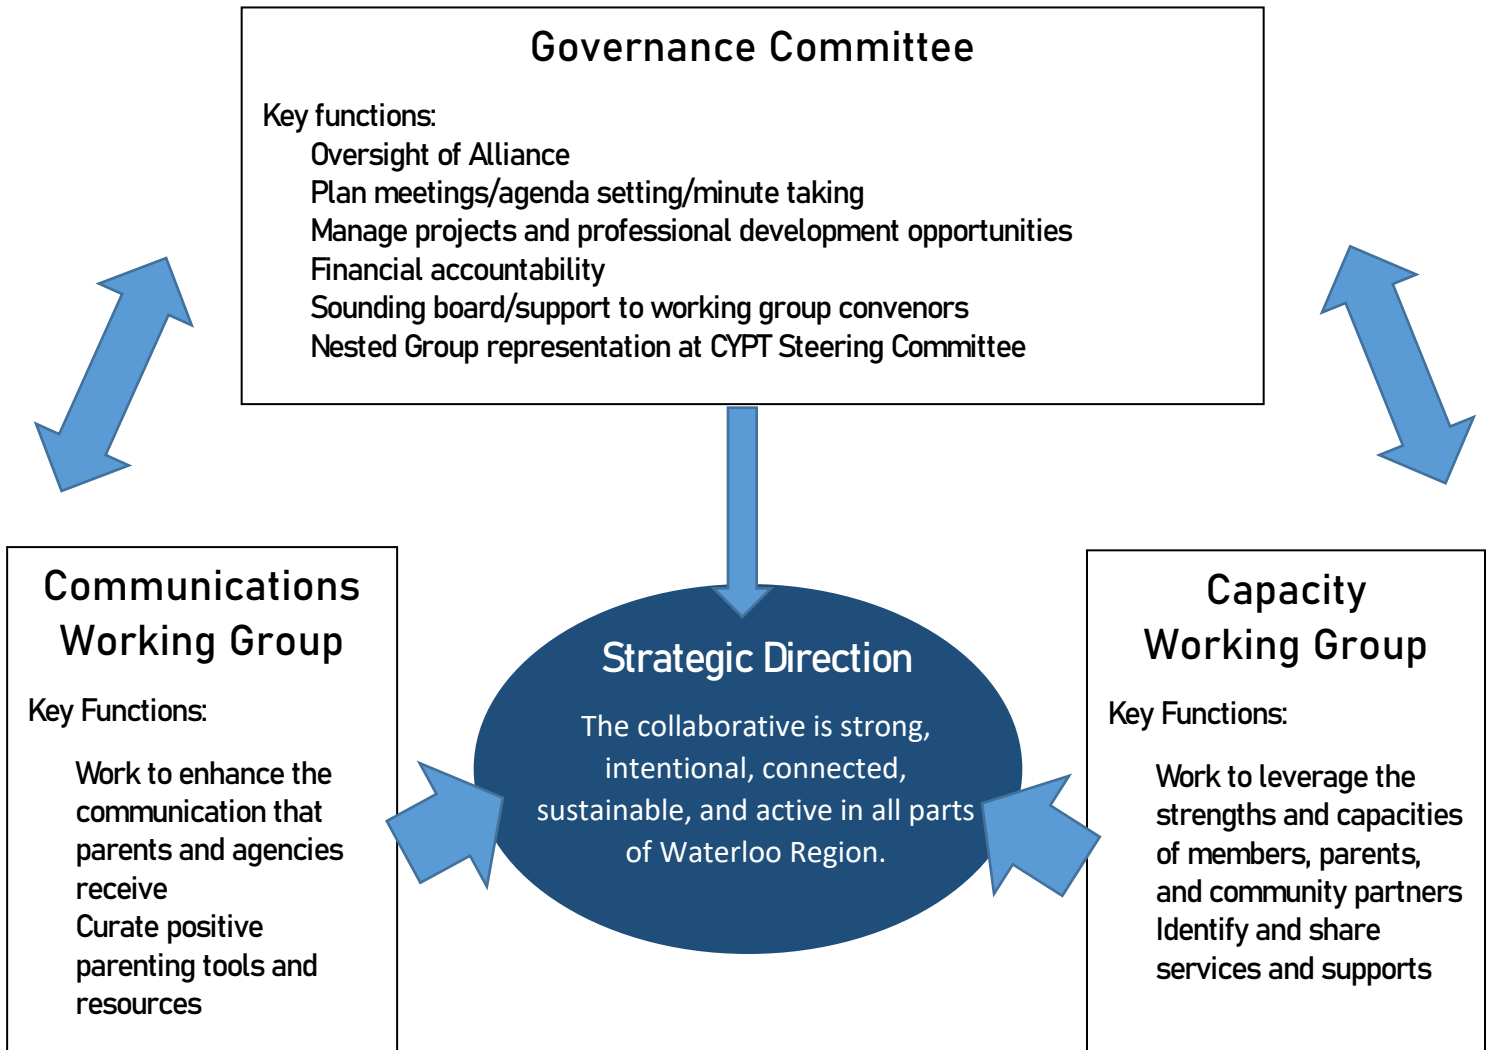 Governance Committee
Key functions:
Oversight of Alliance
Plan meetings/agenda setting/minute taking
Manage projects and professional development opportunities
Financial accountability
Sounding board/support to working group convenors
Nested Group representation at CYPT Steering Committee
Communications
Working Group
Key Functions:
Work to enhance the
communication that
parents and agencies
receive
Curate positive
parenting tools and
resources
Strategic Direction
The collaborative is strong,
intentional, connected,
sustainable, and active in all parts
of Waterloo Region.
Capacity
Working Group
Key Functions:
Work to leverage the
strengths and capacities
of members, parents,
and community partners
Identify and share
services and supports